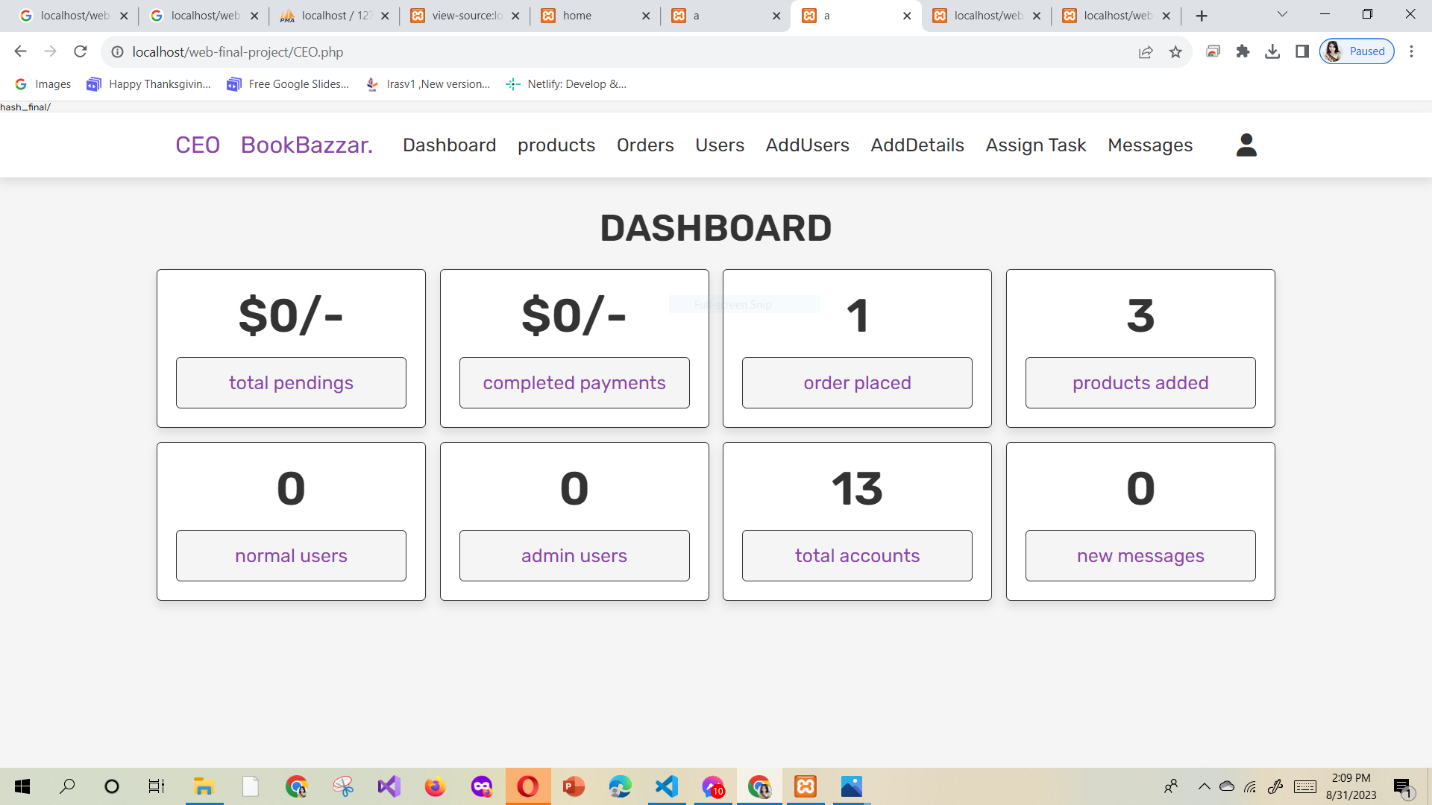 localhost/web
localhost/web
localhost / 127
view-source:lo
home
a
a
localhost/web
localhost/web
localhost/web-final-project/CEO.php
Paused
Images
Happy Thanksgivin...
Free Google Slides...
Irasv1 ,New version...
Netlify: Develop &...
hash_final/
CEO BookBazzar. Dashboard products Orders Users AddUsers AddDetails Assign Task Messages
DASHBOARD
$0/- $0/- 1 3
total pendings completed payments order placed products added
Full-screen Snip
0 0 13 0
normal users admin users total accounts new messages
10
2:09 PM
8/31/2023
1